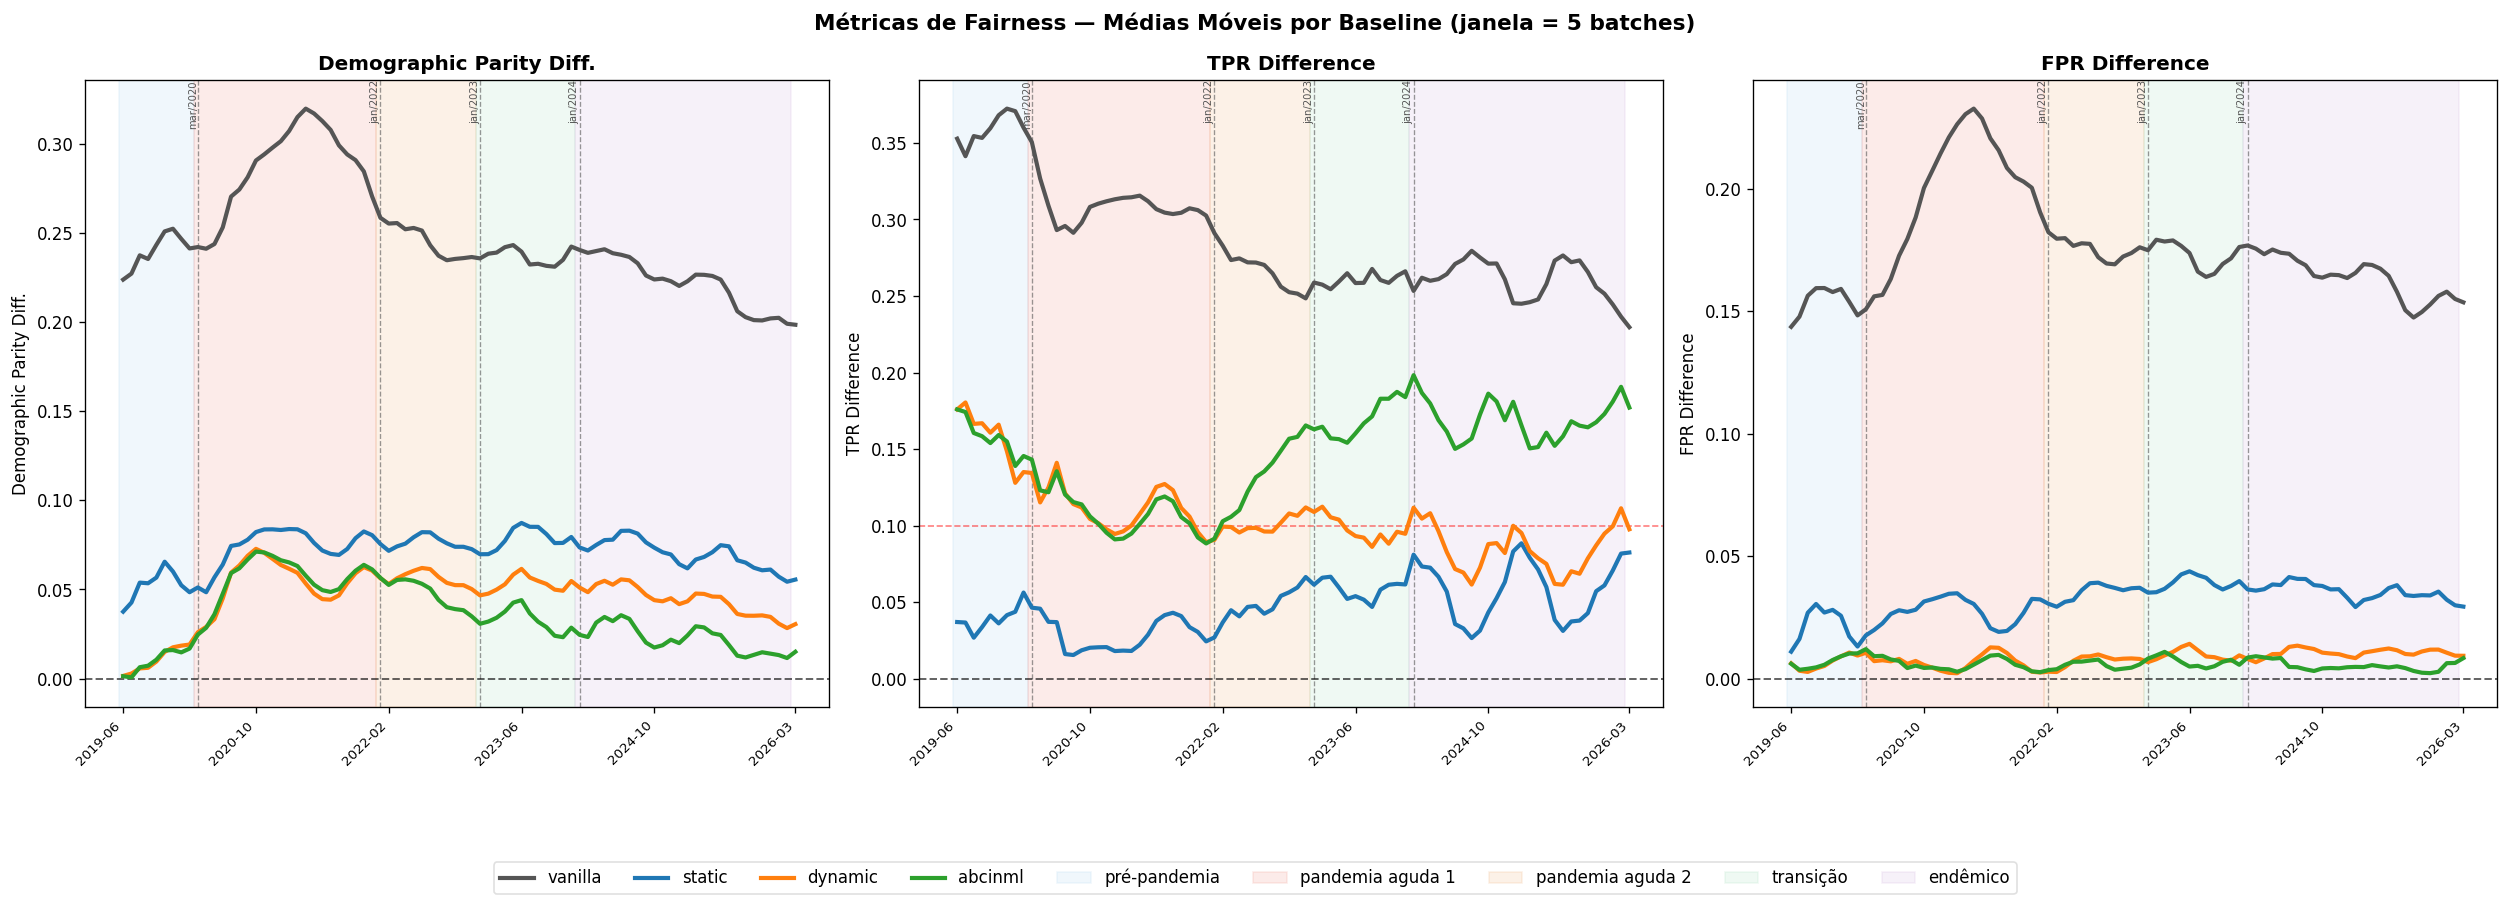 Métricas de Fairness — Médias Móveis por Baseline (janela = 5 batches)
Demographic Parity Diff.
Demographic Parity Diff.
0.30
0.25
0.20
0.15
0.10
0.05
0.00
mar/2020
jan/2022
jan/2023
jan/2024
2019-06
2020-10
2022-02
2023-06
2024-10
2026-03
TPR Difference
TPR Difference
0.35
0.30
0.25
0.20
0.15
0.10
0.05
0.00
mar/2020
jan/2022
jan/2023
jan/2024
2019-06
2020-10
2022-02
2023-06
2024-10
2026-03
FPR Difference
FPR Difference
0.20
0.15
0.10
0.05
0.00
mar/2020
jan/2022
jan/2023
jan/2024
2019-06
2020-10
2022-02
2023-06
2024-10
2026-03
vanilla static dynamic abcinml pré-pandemia pandemia aguda 1 pandemia aguda 2 transição endêmico